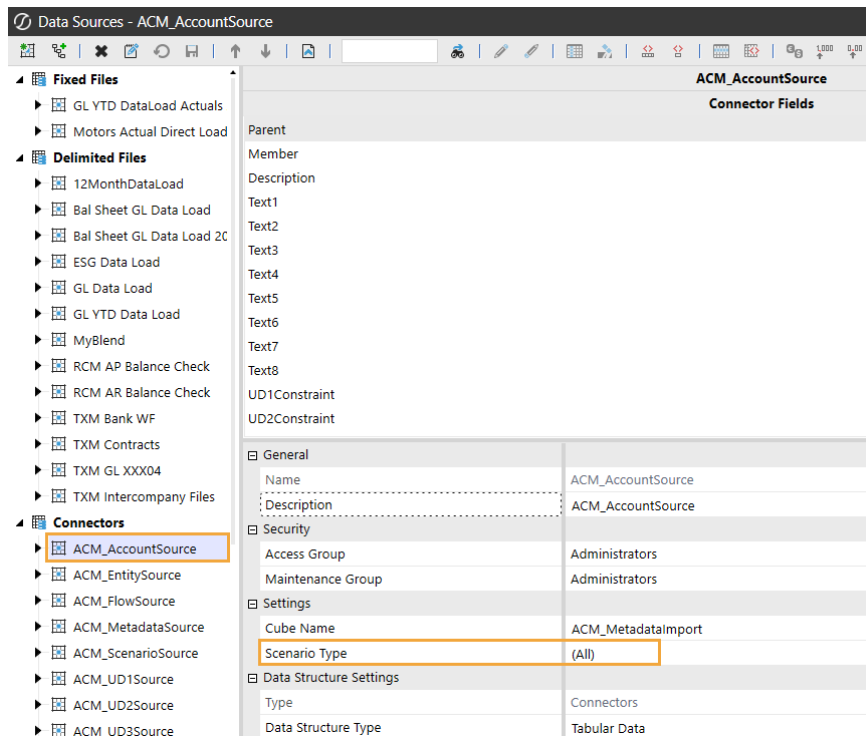 Data Sources - ACM_AccountSource
1,000
0.00
Fixed Files
GL YTD DataLoad Actuals
Motors Actual Direct Load
Delimited Files
12MonthDataLoad
Bal Sheet GL Data Load
Bal Sheet GL Data Load 20
ESG Data Load
GL Data Load
GL YTD Data Load
MyBlend
RCM AP Balance Check
RCM AR Balance Check
TXM Bank WF
TXM Contracts
TXM GL XXX04
TXM Intercompany Files
Connectors
ACM_AccountSource
ACM_EntitySource
ACM_FlowSource
ACM_MetadataSource
ACM_ScenarioSource
ACM_UD1Source
ACM_UD2Source
ACM_UD3Source
ACM_AccountSource
Connector Fields
Parent
Member
Description
Text1
Text2
Text3
Text4
Text5
Text6
Text7
Text8
UD1Constraint
UD2Constraint
General
Name ACM_AccountSource
Description ACM_AccountSource
Security
Access Group Administrators
Maintenance Group Administrators
Settings
Cube Name ACM_MetadataImport
Scenario Type (All)
Data Structure Settings
Type Connectors
Data Structure Type Tabular Data